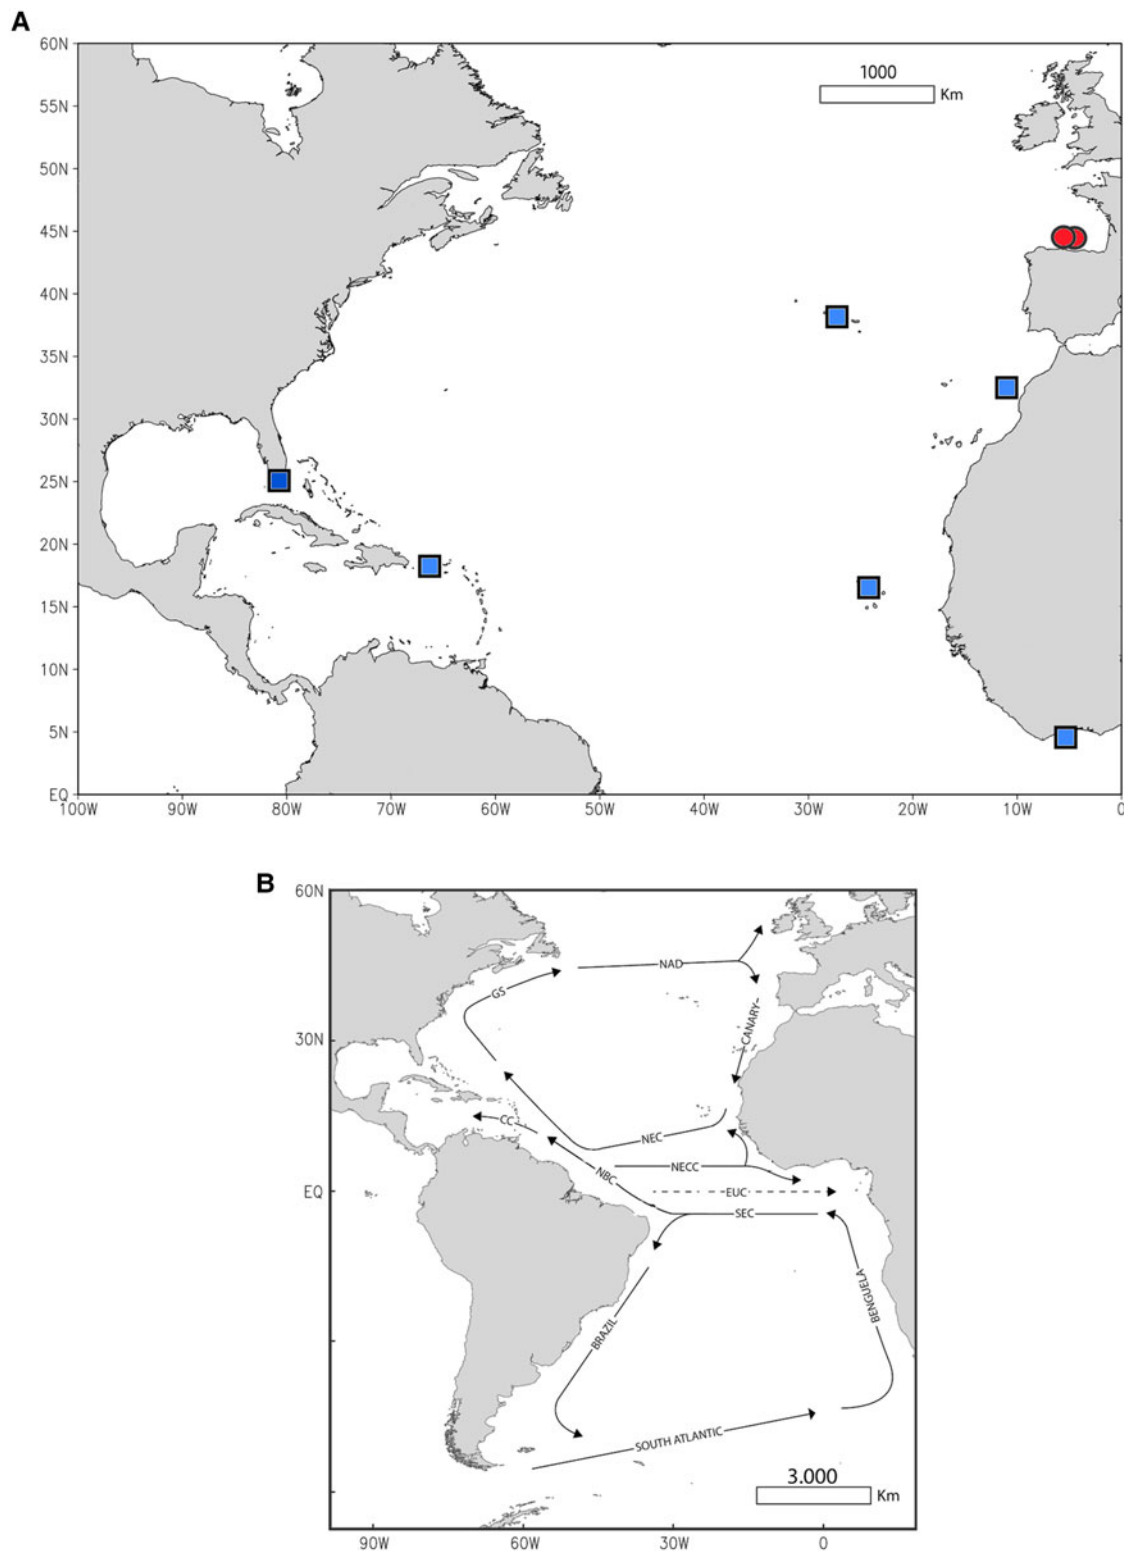 A
60N
1000
Km
55N
50N
45N
40N
35N
30N
25N
20N
15N
10N
5N
EQ
100W 90W 80W 70W 60W 50W 40W 30W 20W 10W 0
B
60N
NAD
GS
CANARY
30N
CC
NEC
NECC
NBC
EQ
EUC
SEC
BENGUELA
BRAZIL
SOUTH ATLANTIC
3.000
Km
90W 60W 30W 0